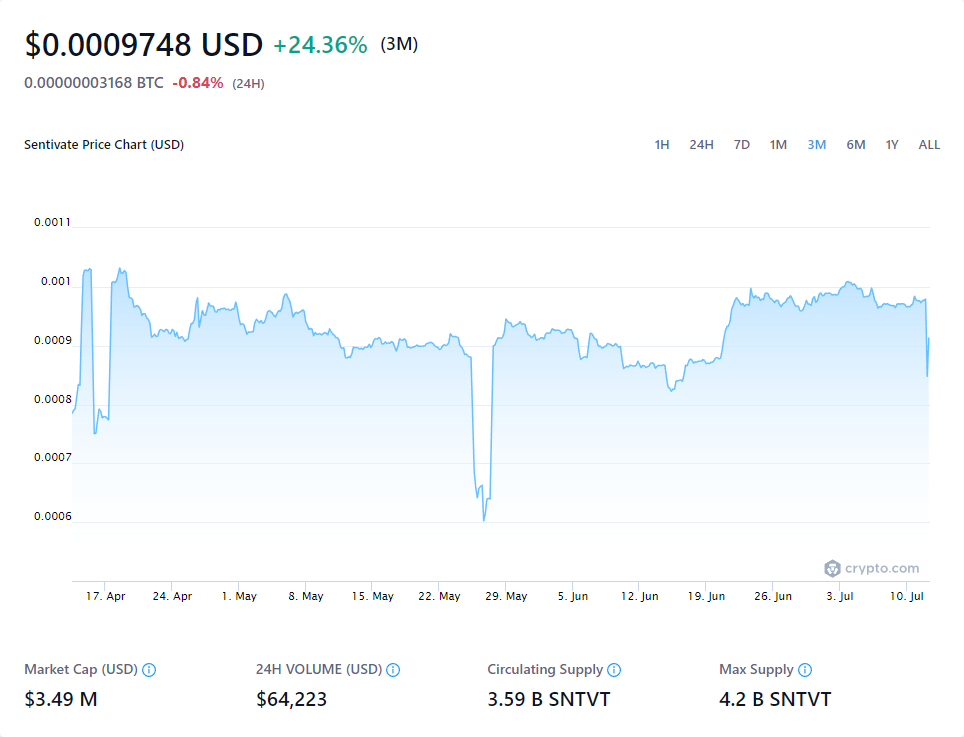 $0.0009748 USD +24.36% (3M)
0.00000003168 BTC -0.84% (24H)
Sentivate Price Chart (USD) 1H 24H 7D 1M 3M 6M 1Y ALL
0.0011
0.001
0.0009
0.0008
0.0007
0.0006
crypto.com
17. Apr 24. Apr 1. May 8. May 15. May 22. May 29. May 5. Jun 12. Jun 19. Jun 26. Jun 3. Jul 10. Jul
Market Cap (USD) 24H VOLUME (USD) Circulating Supply Max Supply
$3.49 M $64,223 3.59 B SNTVT 4.2 B SNTVT